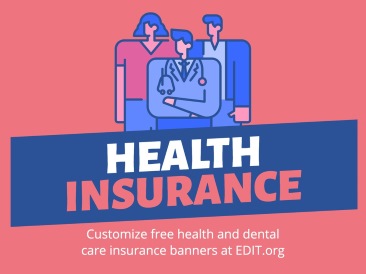 HEALTH
INSURANCE
Customize free health and dental
care insurance banners at EDIT.org